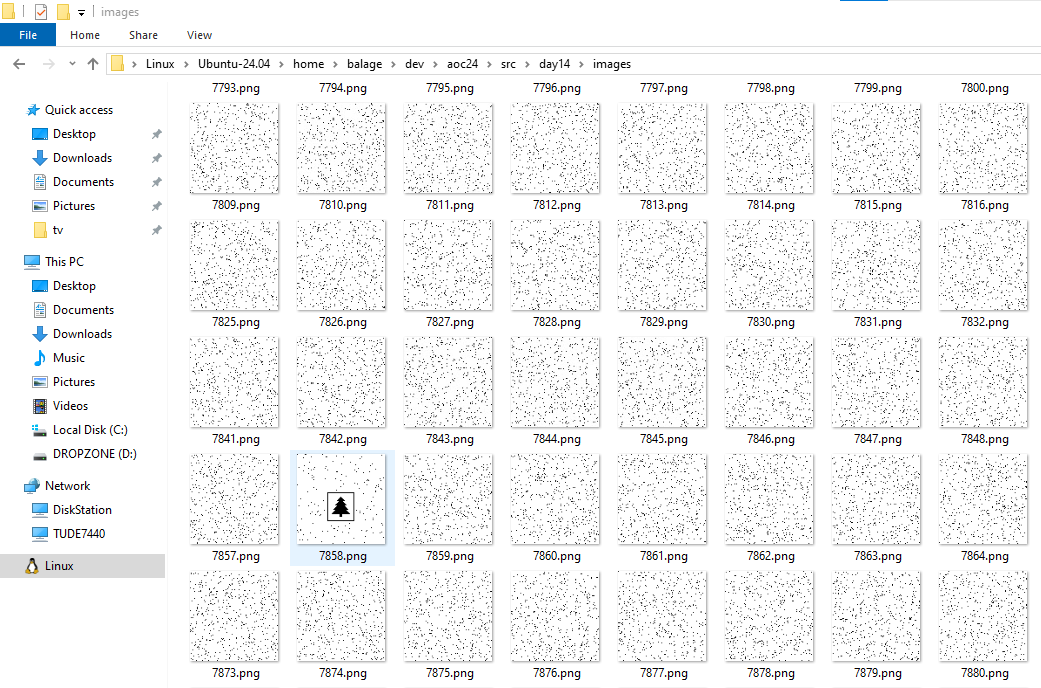 images
File Home Share View
Linux Ubuntu-24.04 home balage dev aoc24 src day14 images
Quick access
Desktop
Downloads
Documents
Pictures
tv
This PC
Desktop
Documents
Downloads
Music
Pictures
Videos
Local Disk (C:)
DROPZONE (D:)
Network
DiskStation
TUDE7440
Linux
7793.png 7794.png 7795.png 7796.png 7797.png 7798.png 7799.png 7800.png
7809.png 7810.png 7811.png 7812.png 7813.png 7814.png 7815.png 7816.png
7825.png 7826.png 7827.png 7828.png 7829.png 7830.png 7831.png 7832.png
7841.png 7842.png 7843.png 7844.png 7845.png 7846.png 7847.png 7848.png
7857.png 7858.png 7859.png 7860.png 7861.png 7862.png 7863.png 7864.png
7873.png 7874.png 7875.png 7876.png 7877.png 7878.png 7879.png 7880.png